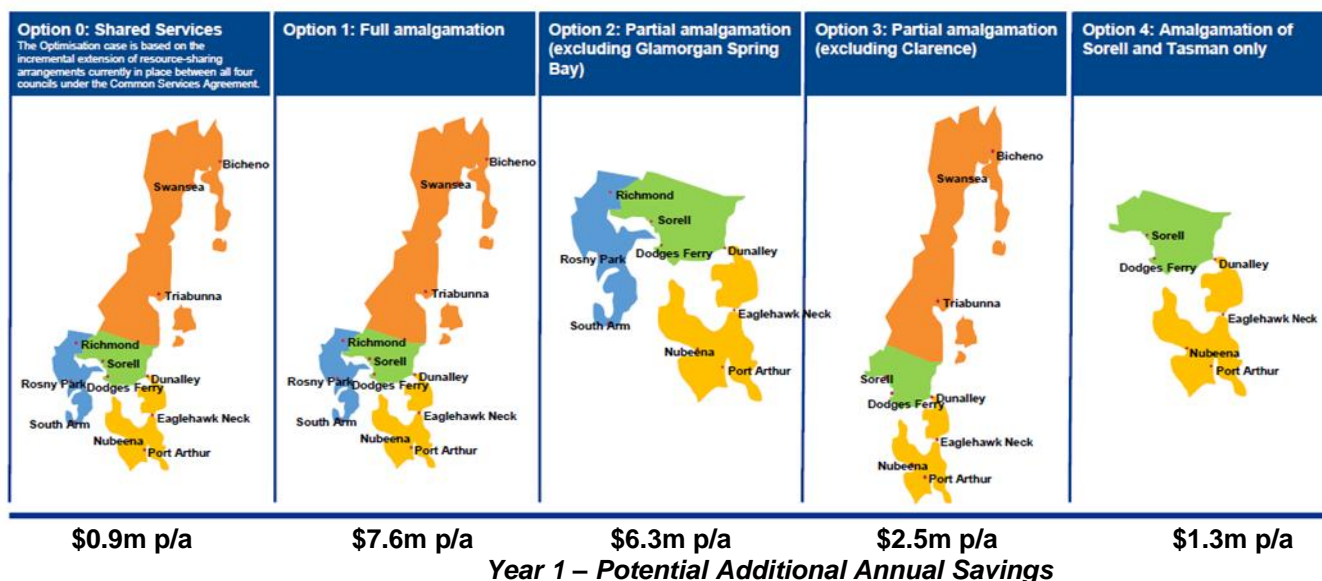 Option 0: Shared Services
The Optimisation case is based on the
incremental extension of resource-sharing
arrangements currently in place between all four
councils under the Common Services Agreement.
Bicheno
Swansea
Triabunna
Richmond
Sorell
Rosny Park
Dodges Ferry
Dunalley
South Arm
Eaglehawk Neck
Nubeena
Port Arthur
Option 1: Full amalgamation
Bicheno
Swansea
Triabunna
Richmond
Sorell
Rosny Park
Dodges Ferry
Dunalley
South Arm
Eaglehawk Neck
Nubeena
Port Arthur
Option 2: Partial amalgamation
(excluding Glamorgan Spring
Bay)
Richmond
Sorell
Dodges Ferry
Dunalley
Rosny Park
Eaglehawk Neck
South Arm
Nubeena
Port Arthur
Option 3: Partial amalgamation
(excluding Clarence)
Bicheno
Swansea
Triabunna
Sorell
Dodges Ferry
Dunalley
Eaglehawk Neck
Nubeena
Port Arthur
Option 4: Amalgamation of
Sorell and Tasman only
Sorell
Dodges Ferry
Dunalley
Eaglehawk Neck
Nubeena
Port Arthur
$0.9m p/a $7.6m p/a $6.3m p/a $2.5m p/a $1.3m p/a
Year 1 – Potential Additional Annual Savings